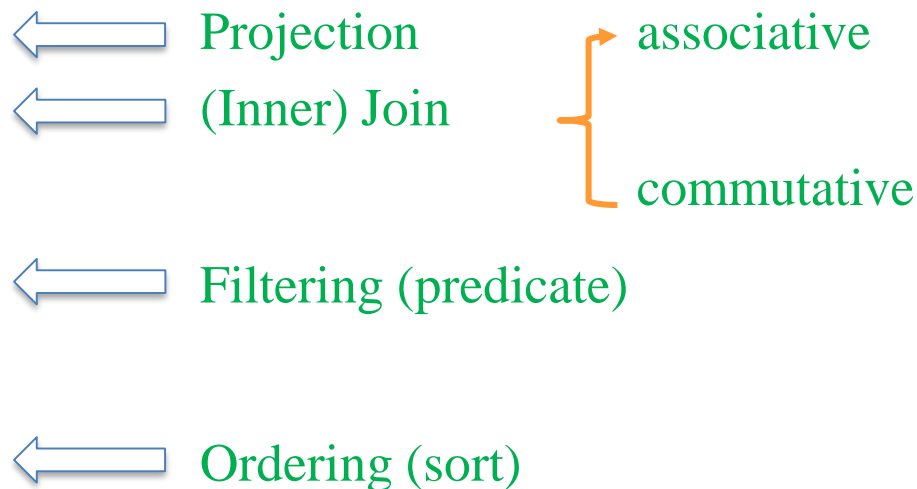 Projection
associative
(Inner) Join
commutative
Filtering (predicate)
Ordering (sort)